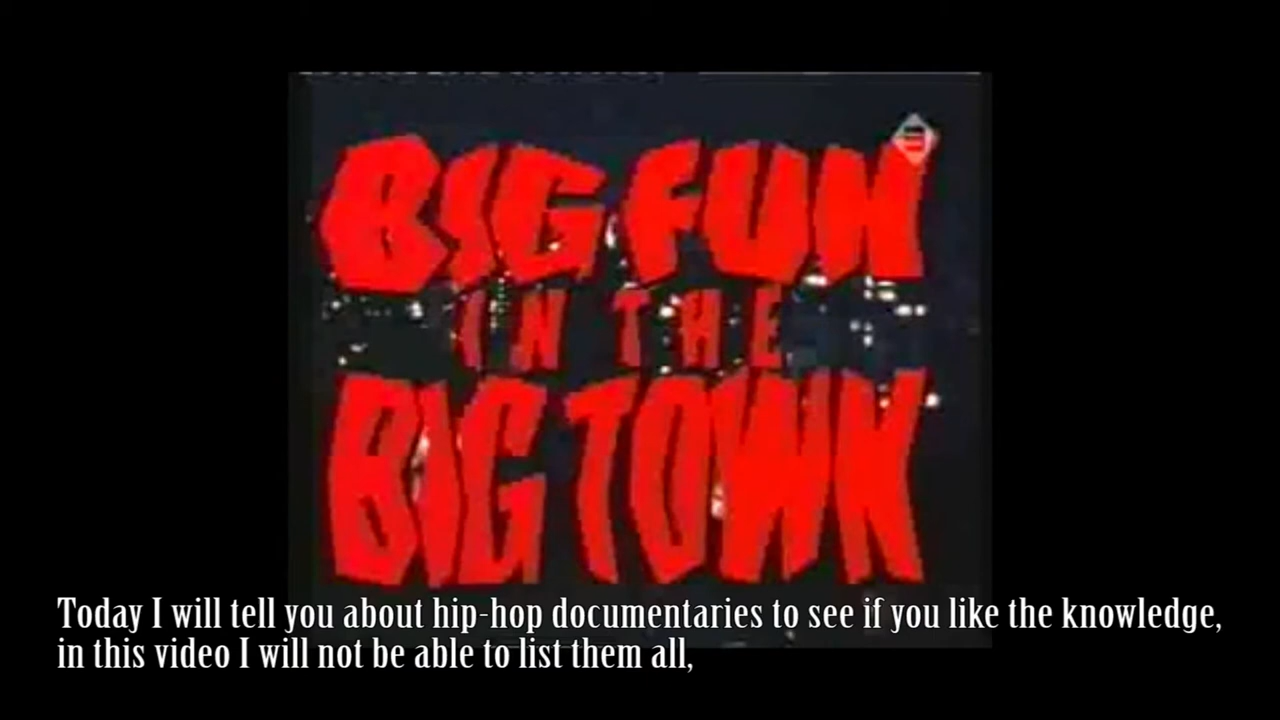 BIG FUN
IN THE
BIG TOWN
Today I will tell you about hip-hop documentaries to see if you like the knowledge,
in this video I will not be able to list them all,